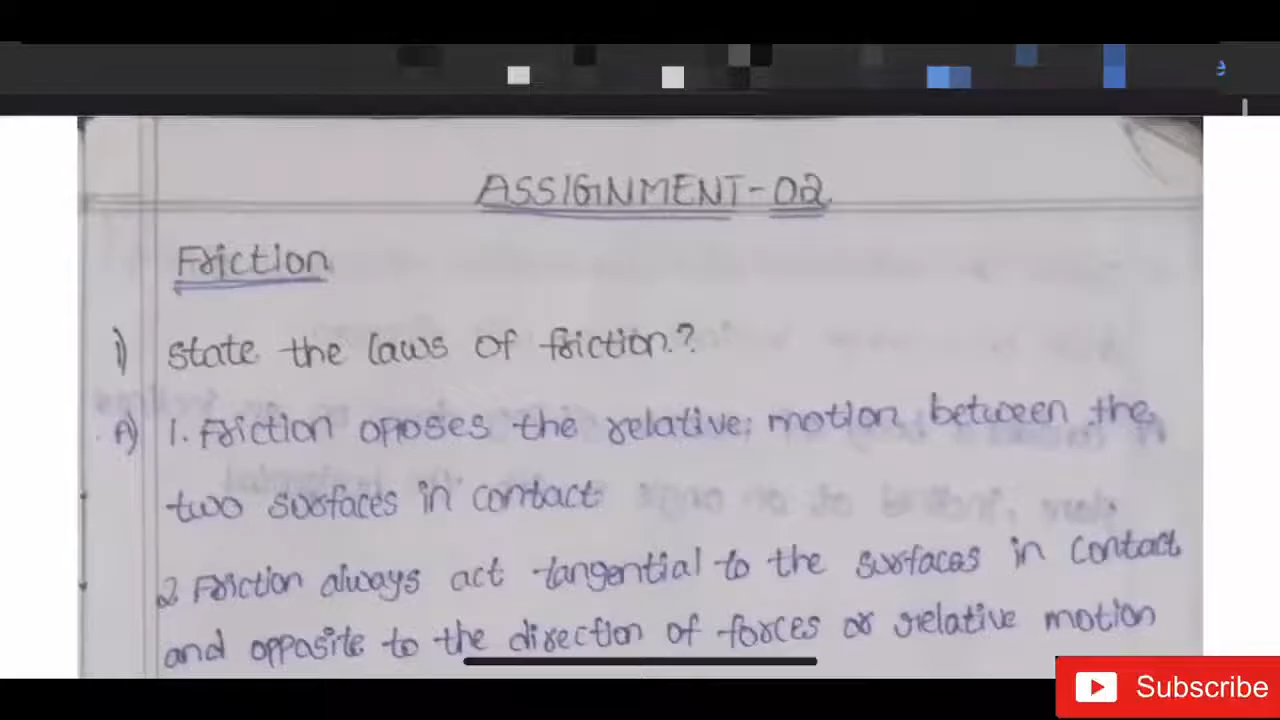 e
ASSIGNMENT-02
Friction
1) state the laws of friction.?
A) 1. Friction oposes the relative motion between the
two surfaces in contact
2 Friction always act tangential to the surfaces in contact
and opposite to the direction of forces or relative motion
Subscribe